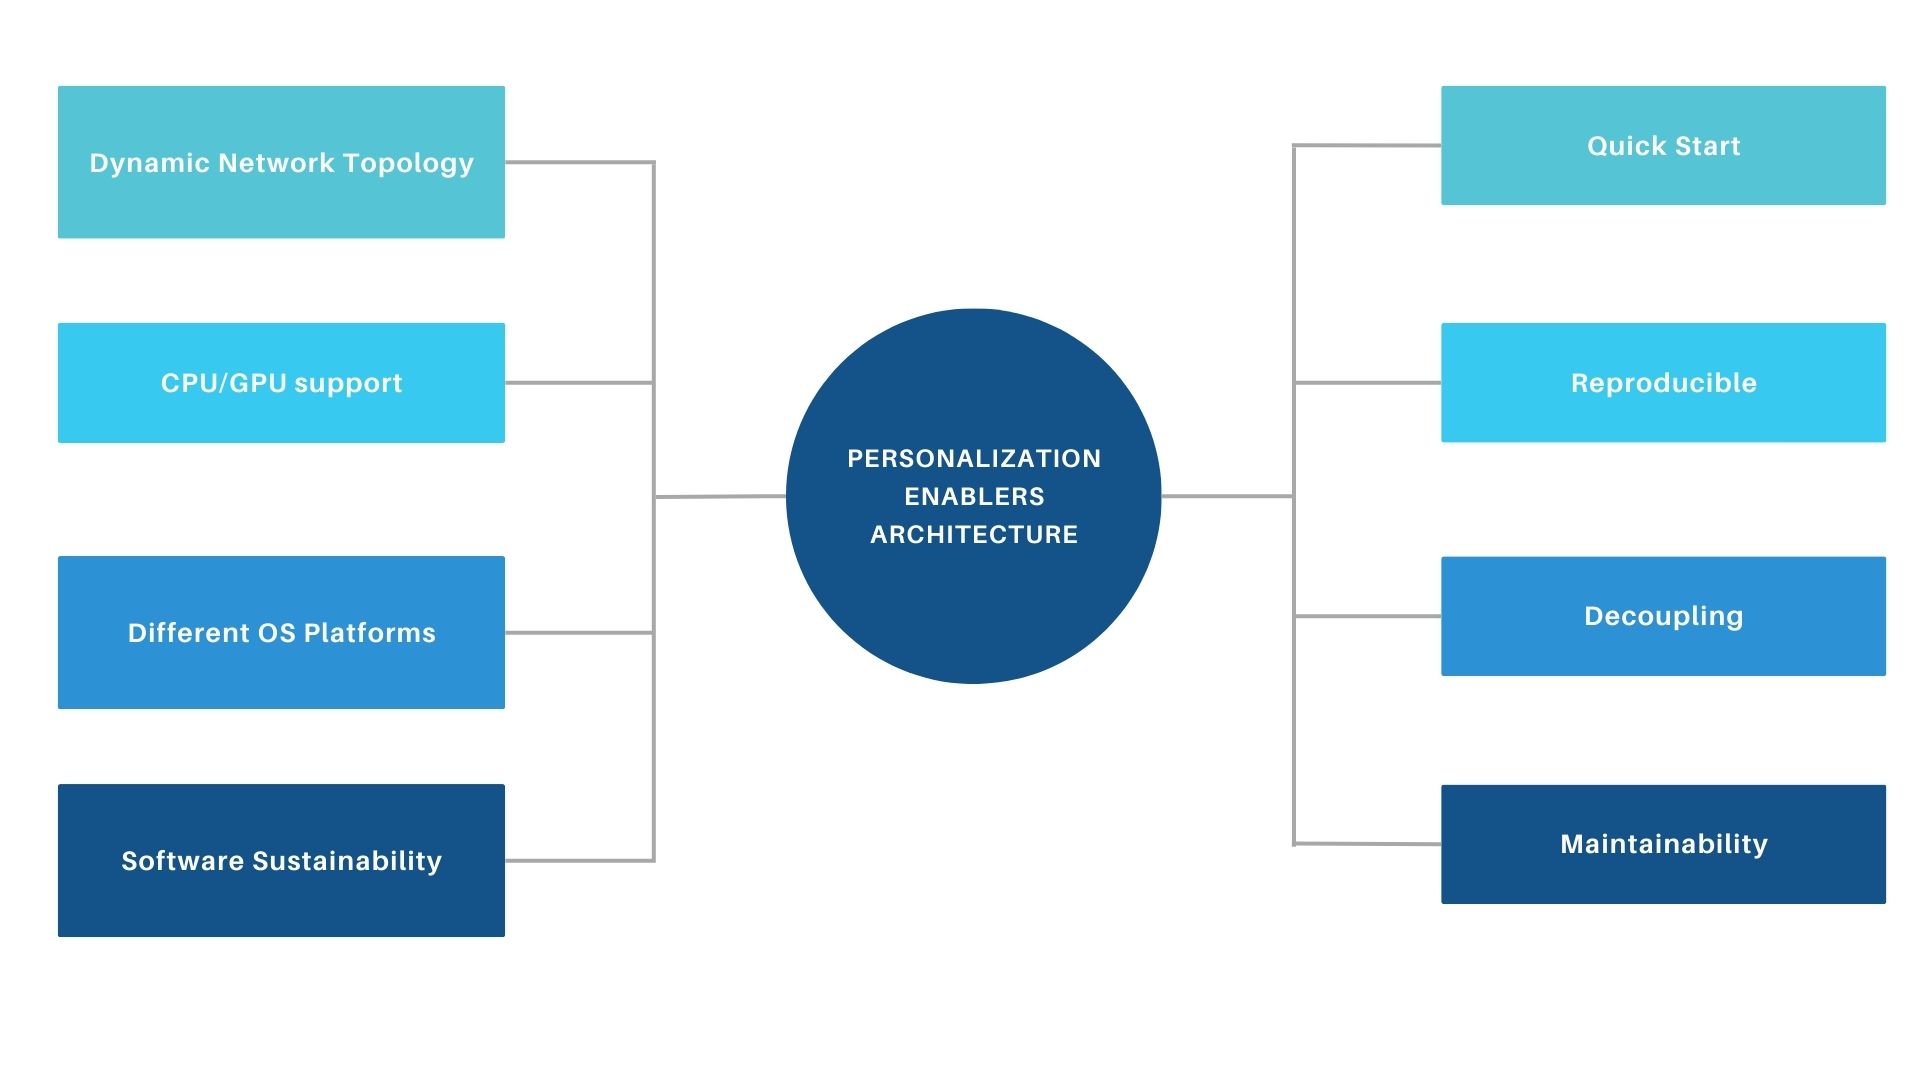 Dynamic Network Topology
CPU/GPU support
Different OS Platforms
Software Sustainability
PERSONALIZATION
ENABLERS
ARCHITECTURE
Quick Start
Reproducible
Decoupling
Maintainability